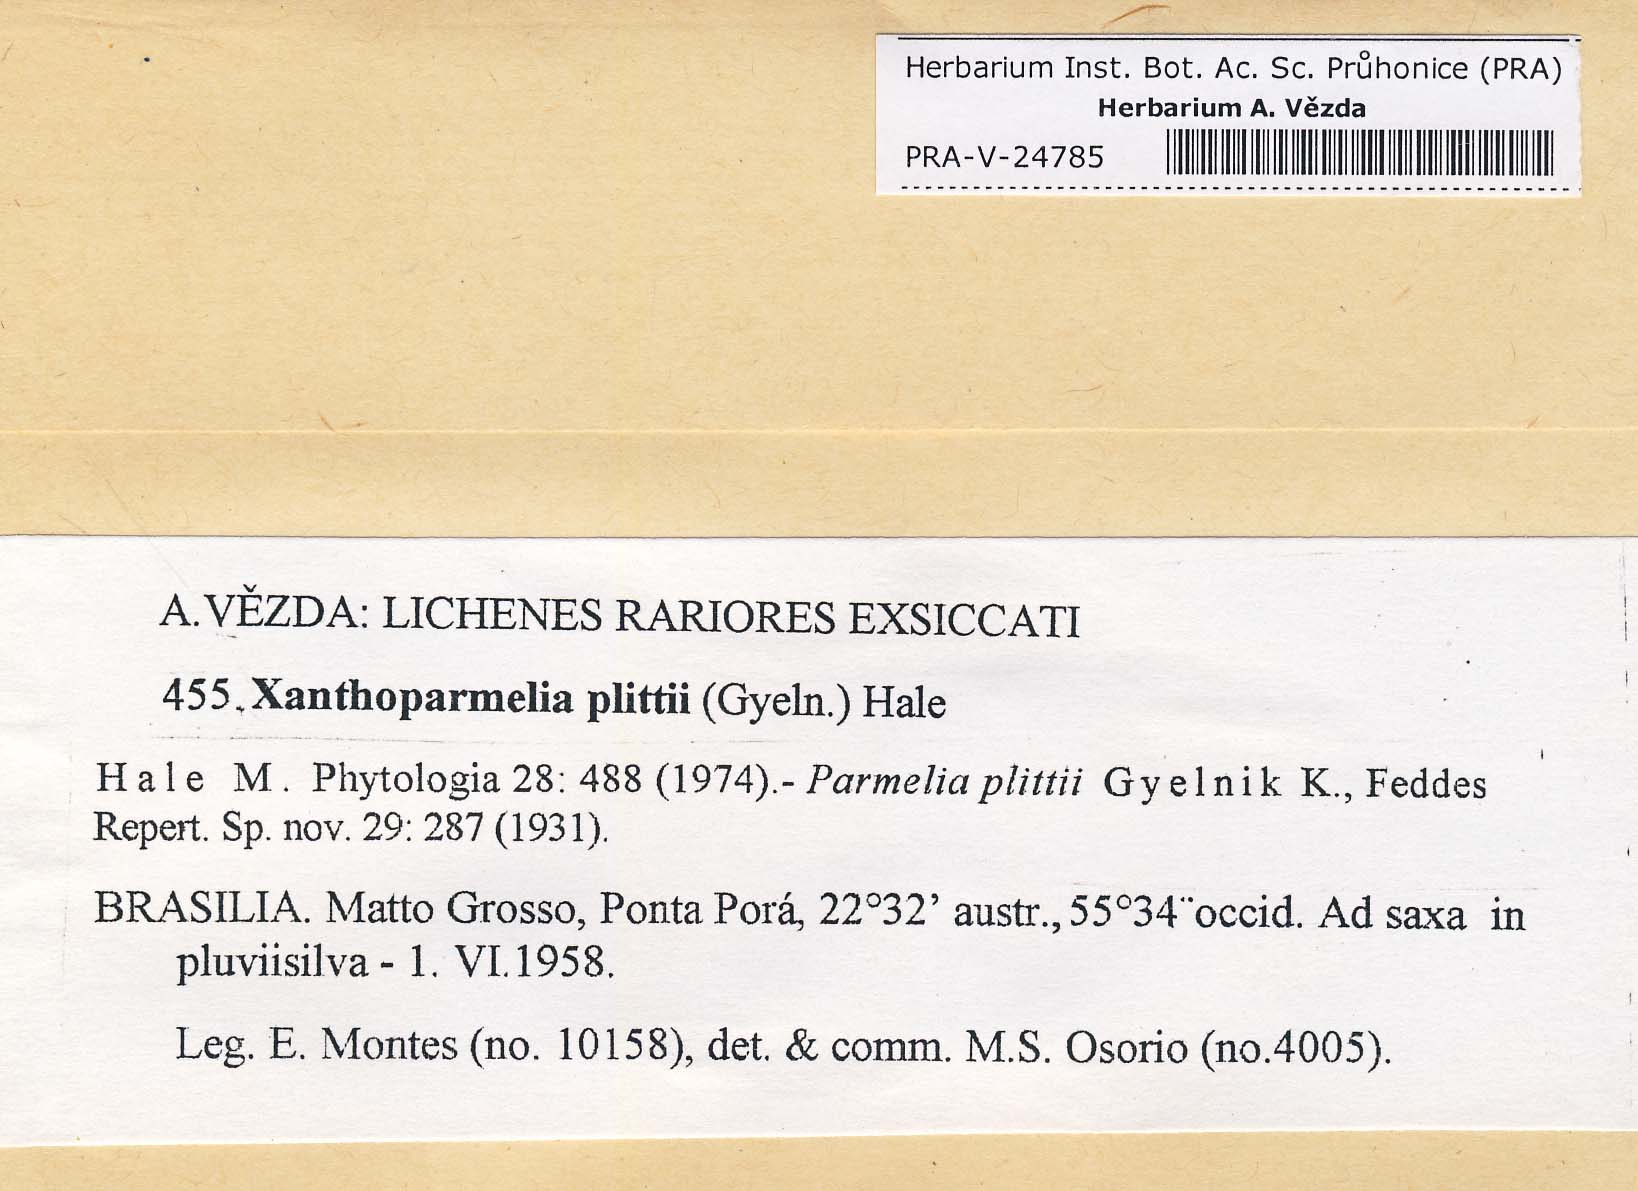 Herbarium Inst. Bot. Ac. Sc. Průhonice (PRA)
Herbarium A. Vězda
PRA-V-24785
A. VĚZDA: LICHENES RARIORES EXSICCATI
455. Xanthoparmelia plittii (Gyeln.) Hale
Hale M. Phytologia 28: 488 (1974).- Parmelia plittii Gyelnik K., Feddes
Repert. Sp. nov. 29: 287 (1931).
BRASILIA. Matto Grosso, Ponta Porá, 22°32’ austr., 55°34¨occid. Ad saxa in
pluviisilva - 1. VI.1958.
Leg. E. Montes (no. 10158), det. & comm. M.S. Osorio (no.4005).